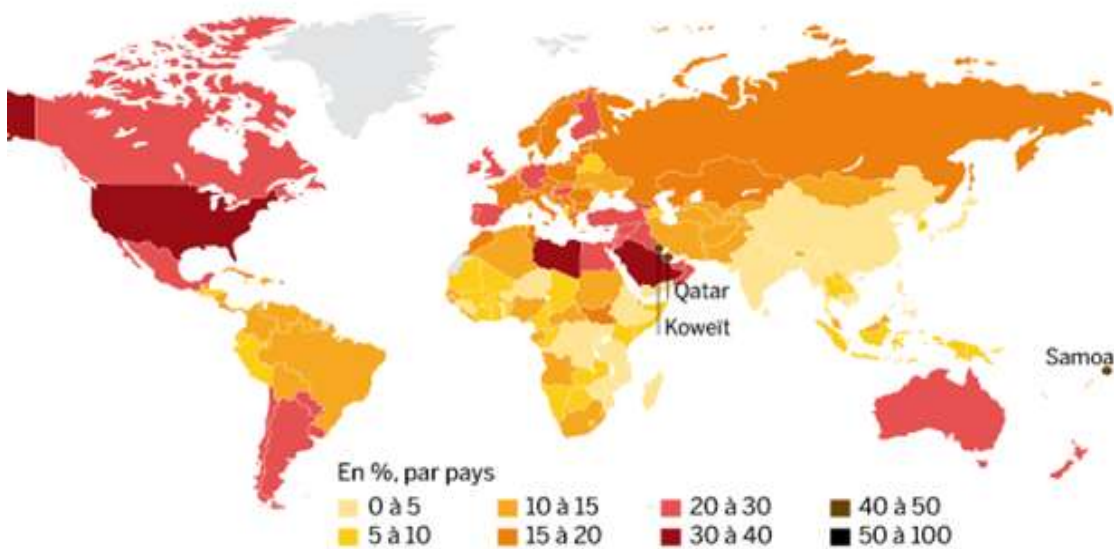 Qatar
Koweït
Samoa
En %, par pays
0 à 5
10 à 15
20 à 30
40 à 50
5 à 10
15 à 20
30 à 40
50 à 100